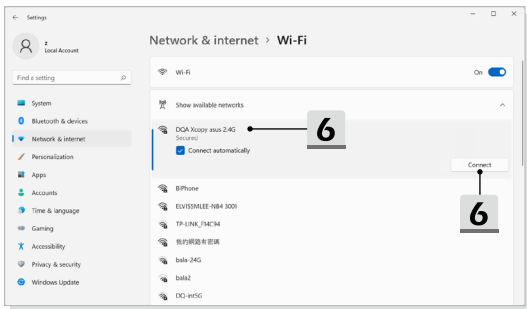 Settings
z
Local Account
Find a setting
System
Bluetooth & devices
Network & internet
Personalization
Apps
Accounts
Time & language
Gaming
Accessibility
Privacy & security
Windows Update
Network & internet > Wi-Fi
Wi-Fi
On
Show available networks
DQA Xcopy asus 2.4G
Secured
Connect automatically
6
Connect
6
BiPhone
ELVISSMLEE-NB4 3001
TP-LINK_F14C94
我的網路有密碼
bala-24G
bala2
DQ-int5G